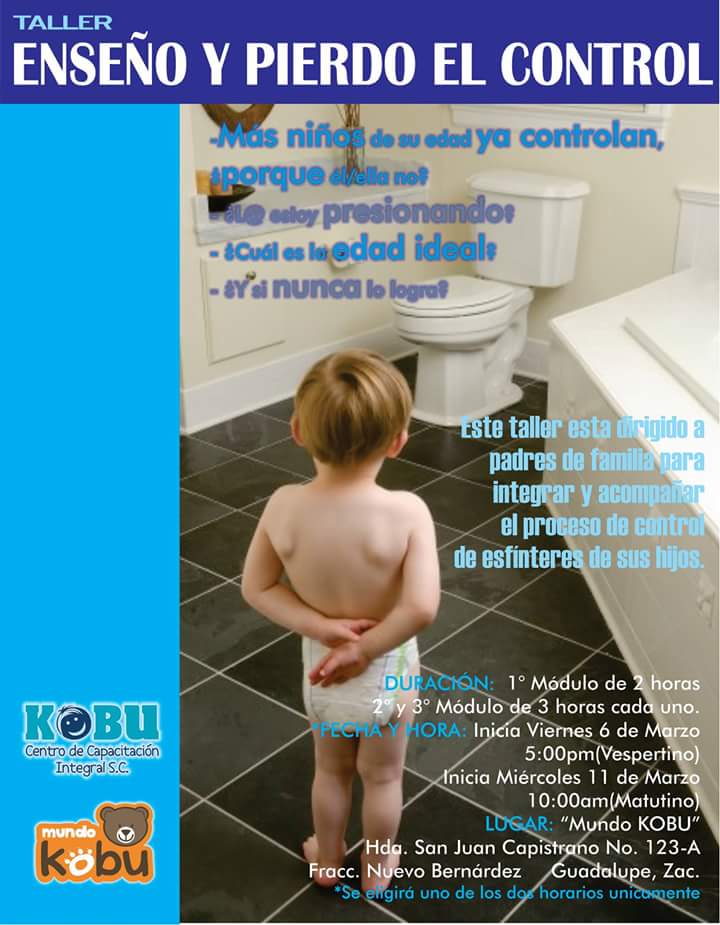 TALLER
ENSEÑO Y PIERDO EL CONTROL
-Más niños de su edad ya controlan,
¿porque él/ella no?
- ¿L@ estoy presionando?
- ¿Cuál es la edad ideal?
- ¿Y si nunca lo logra?
Este taller esta dirigido a
padres de familia para
integrar y acompañar
el proceso de control
de esfínteres de sus hijos.
DURACIÓN: 1° Módulo de 2 horas
2° y 3° Módulo de 3 horas cada uno.
*FECHA Y HORA: Inicia Viernes 6 de Marzo
5:00pm(Vespertino)
Inicia Miércoles 11 de Marzo
10:00am(Matutino)
LUGAR: “Mundo KOBU”
Hda. San Juan Capistrano No. 123-A
Fracc. Nuevo Bernárdez Guadalupe, Zac.
*Se eligirá uno de los dos horarios unicamente
KOBU
Centro de Capacitación
Integral S.C.
mundo
kobu